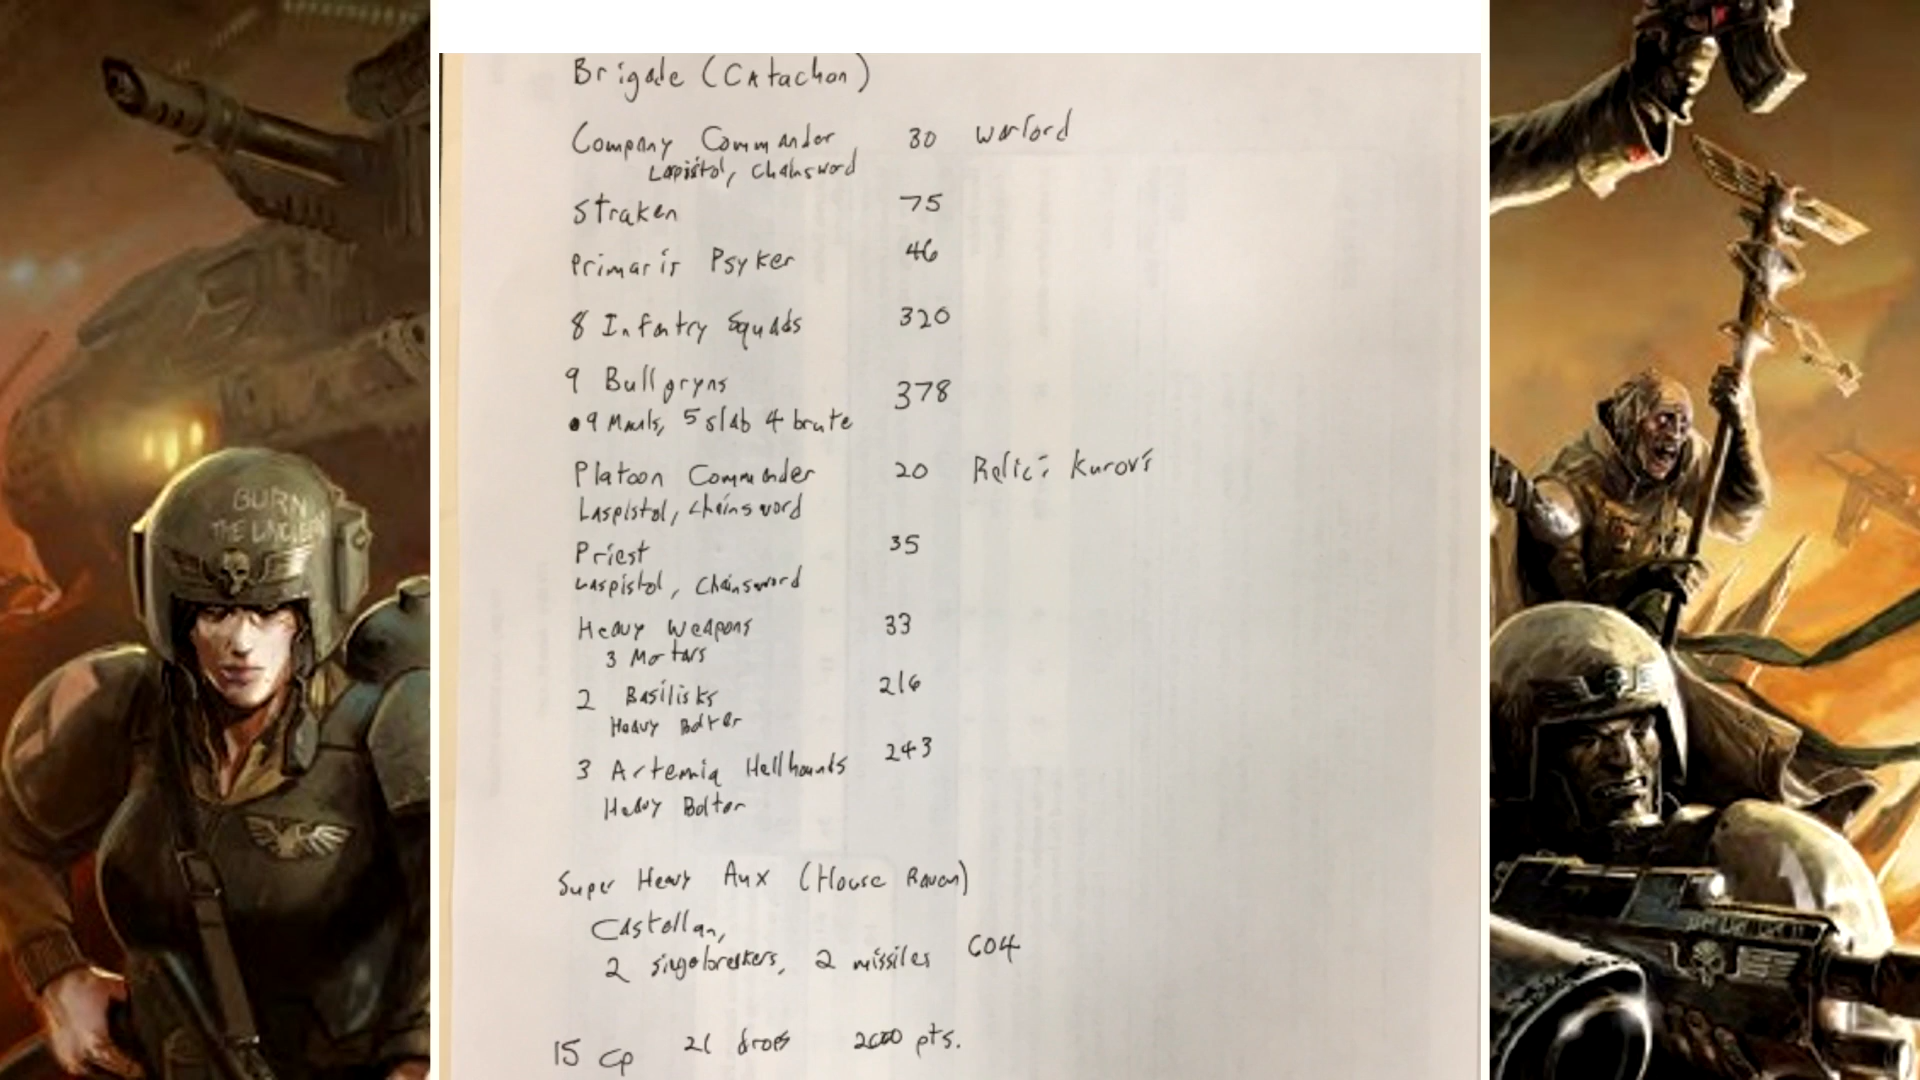 Brigade (Catachan)
Company Commander 30 Warlord
Laspistol, Chainsword
Straken 75
Primaris Psyker 46
8 Infantry Squads 320
9 Bullgryns 378
9 Mauls, 5 slab 4 brute
Platoon Commander 20 Relic: Kurov's
Laspistol, Chainsword
Priest 35
Laspistol, Chainsword
Heavy Weapons 33
3 Mortars
2 Basilisks 216
Heavy Bolter
3 Artemia Hellhounds 243
Heavy Bolter
Super Heavy Aux (House Raven)
Castellan,
2 siegebreakers, 2 missiles 604
15 CP 21 drops 2000 pts.
BURN
THE UNCLEAN